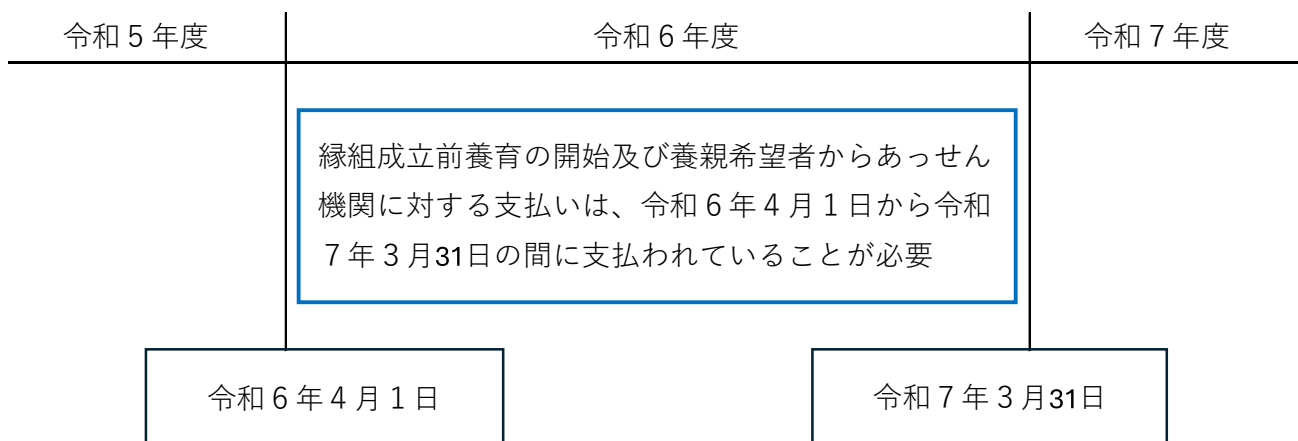 令和５年度
令和６年度
令和７年度
縁組成立前養育の開始及び養親希望者からあっせん
機関に対する支払いは、令和６年４月１日から令和
７年３月31日の間に支払われていることが必要
令和６年４月１日
令和７年３月31日